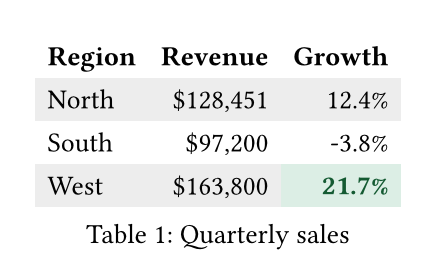 Region Revenue Growth
North $128,451 12.4%
South $97,200 -3.8%
West $163,800 21.7%
Table 1: Quarterly sales